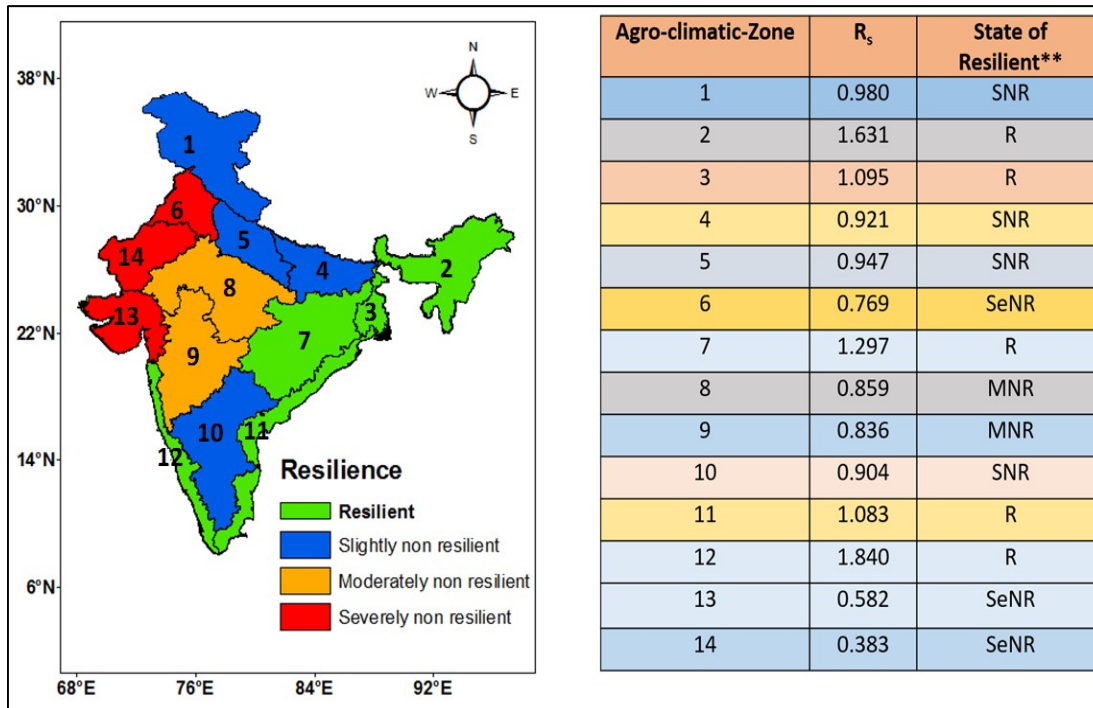 N
W E
S
38°N
30°N
22°N
14°N
6°N
1
6
5
14
4
2
8
13
3
7
9
10
11
12
Resilience
Resilient
Slightly non resilient
Moderately non resilient
Severely non resilient
68°E 76°E 84°E 92°E
Agro-climatic-Zone Rs State of
Resilient**
1 0.980 SNR
2 1.631 R
3 1.095 R
4 0.921 SNR
5 0.947 SNR
6 0.769 SeNR
7 1.297 R
8 0.859 MNR
9 0.836 MNR
10 0.904 SNR
11 1.083 R
12 1.840 R
13 0.582 SeNR
14 0.383 SeNR